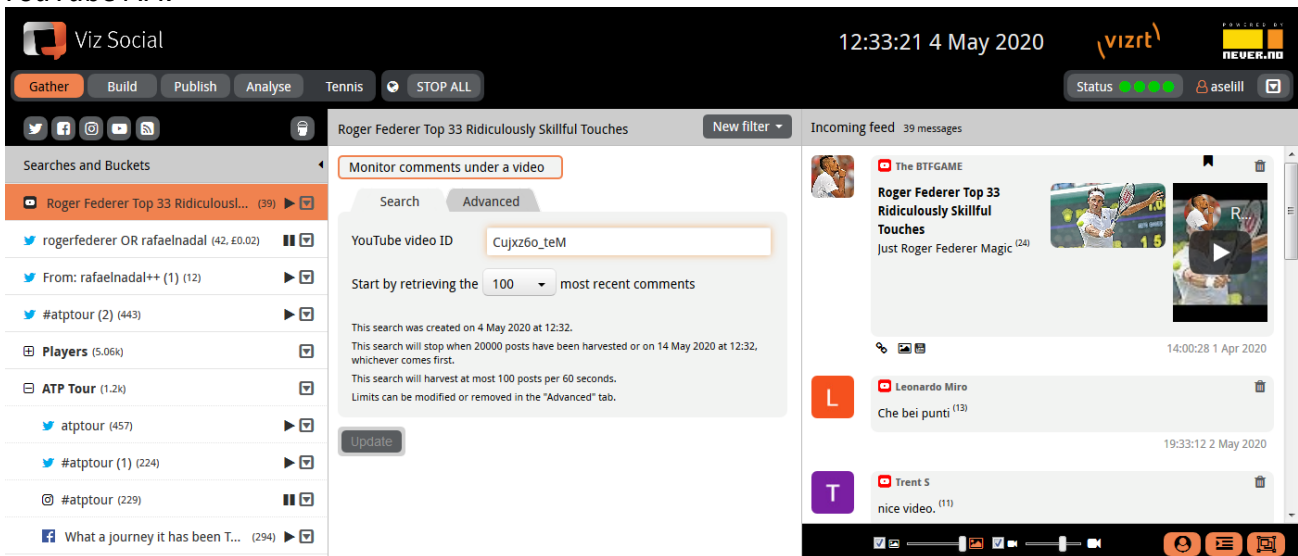 Viz Social
12:33:21 4 May 2020
vizrt
POWERED BY
never.no
Gather
Build
Publish
Analyse
Tennis
STOP ALL
Status
aselill
Searches and Buckets
Roger Federer Top 33 Ridiculousl... (39)
rogerfederer OR rafaelnadal (42, £0.02)
From: rafaelnadal++ (1) (12)
#atptour (2) (443)
Players (5.06k)
ATP Tour (1.2k)
atptour (457)
#atptour (1) (224)
#atptour (229)
What a journey it has been T... (294)
Roger Federer Top 33 Ridiculously Skillful Touches
New filter
Monitor comments under a video
Search
Advanced
YouTube video ID
Cujxz6o_teM
Start by retrieving the 100 most recent comments
This search was created on 4 May 2020 at 12:32.
This search will stop when 20000 posts have been harvested or on 14 May 2020 at 12:32,
whichever comes first.
This search will harvest at most 100 posts per 60 seconds.
Limits can be modified or removed in the "Advanced" tab.
Update
Incoming feed 39 messages
The BTFGAME
Roger Federer Top 33
Ridiculously Skillful
Touches
Just Roger Federer Magic (24)
R...
14:00:28 1 Apr 2020
L
Leonardo Miro
Che bei punti (13)
19:33:12 2 May 2020
T
Trent S
nice video. (11)